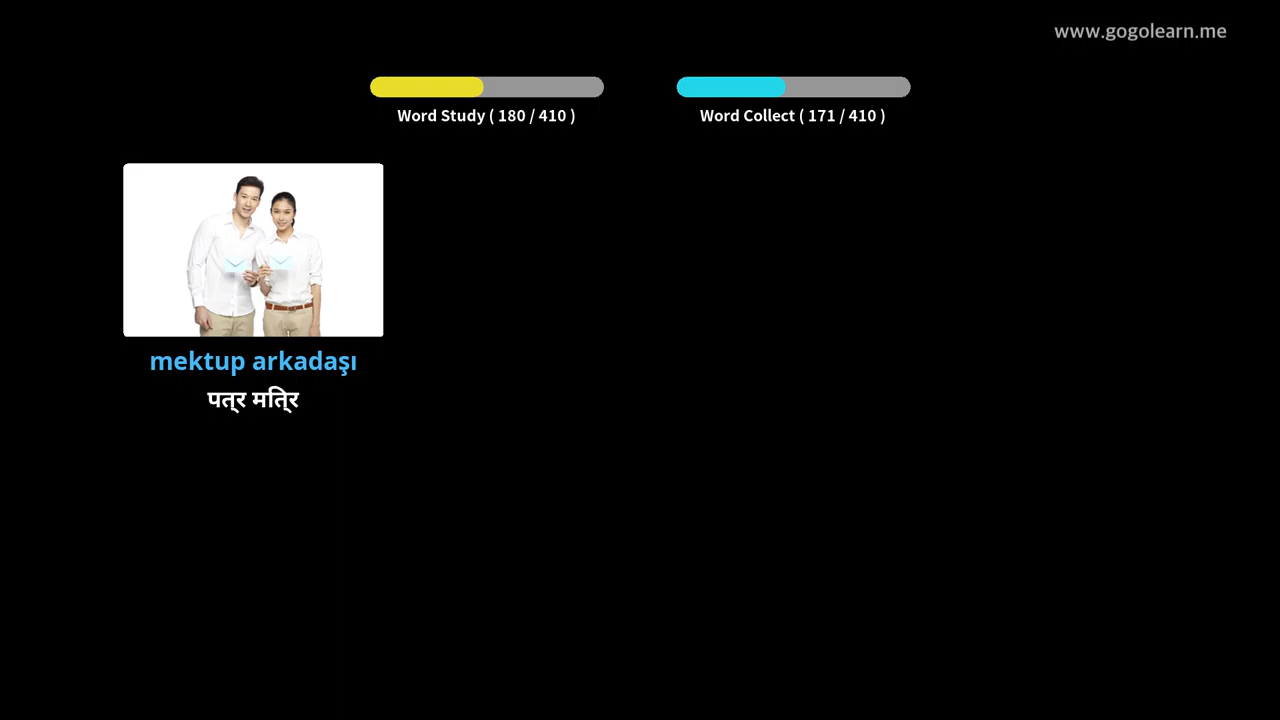 www.gogolearn.me
Word Study ( 180 / 410 )
Word Collect ( 171 / 410 )
mektup arkadaşı
पत्र मित्र